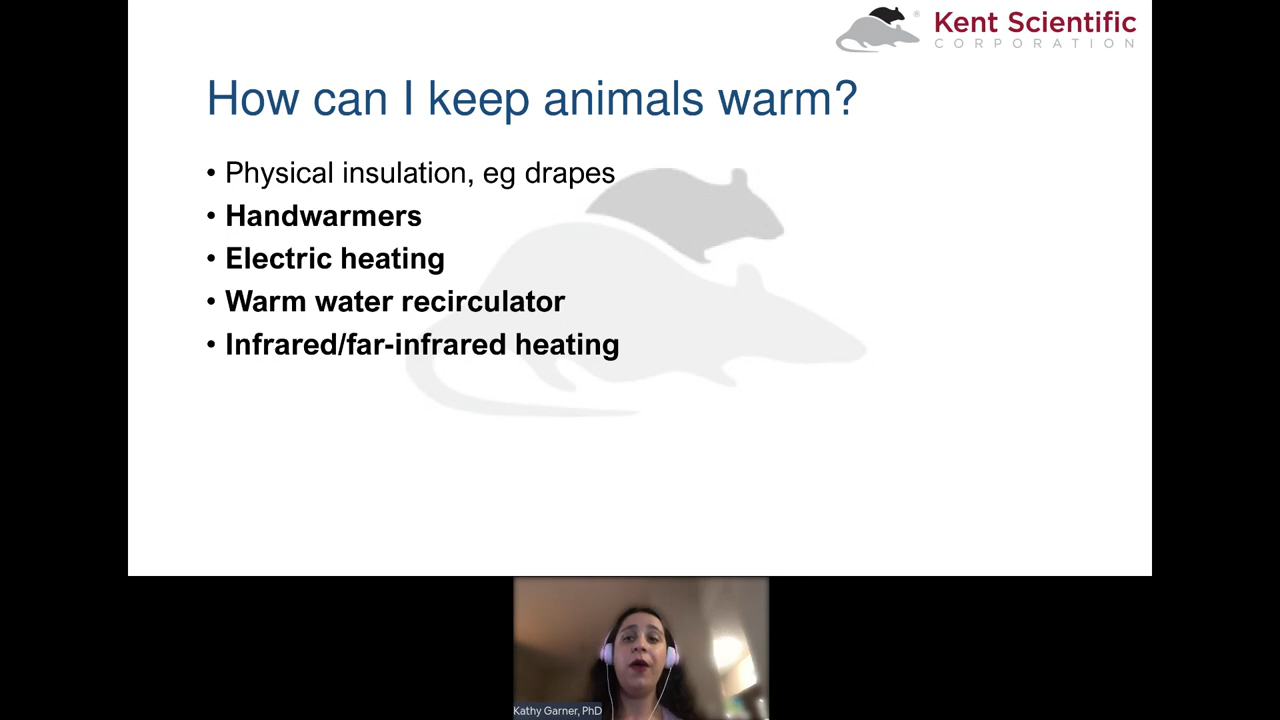 ® Kent Scientific
CORPORATION
How can I keep animals warm?
• Physical insulation, eg drapes
• Handwarmers
• Electric heating
• Warm water recirculator
• Infrared/far-infrared heating
Kathy Garner, PhD